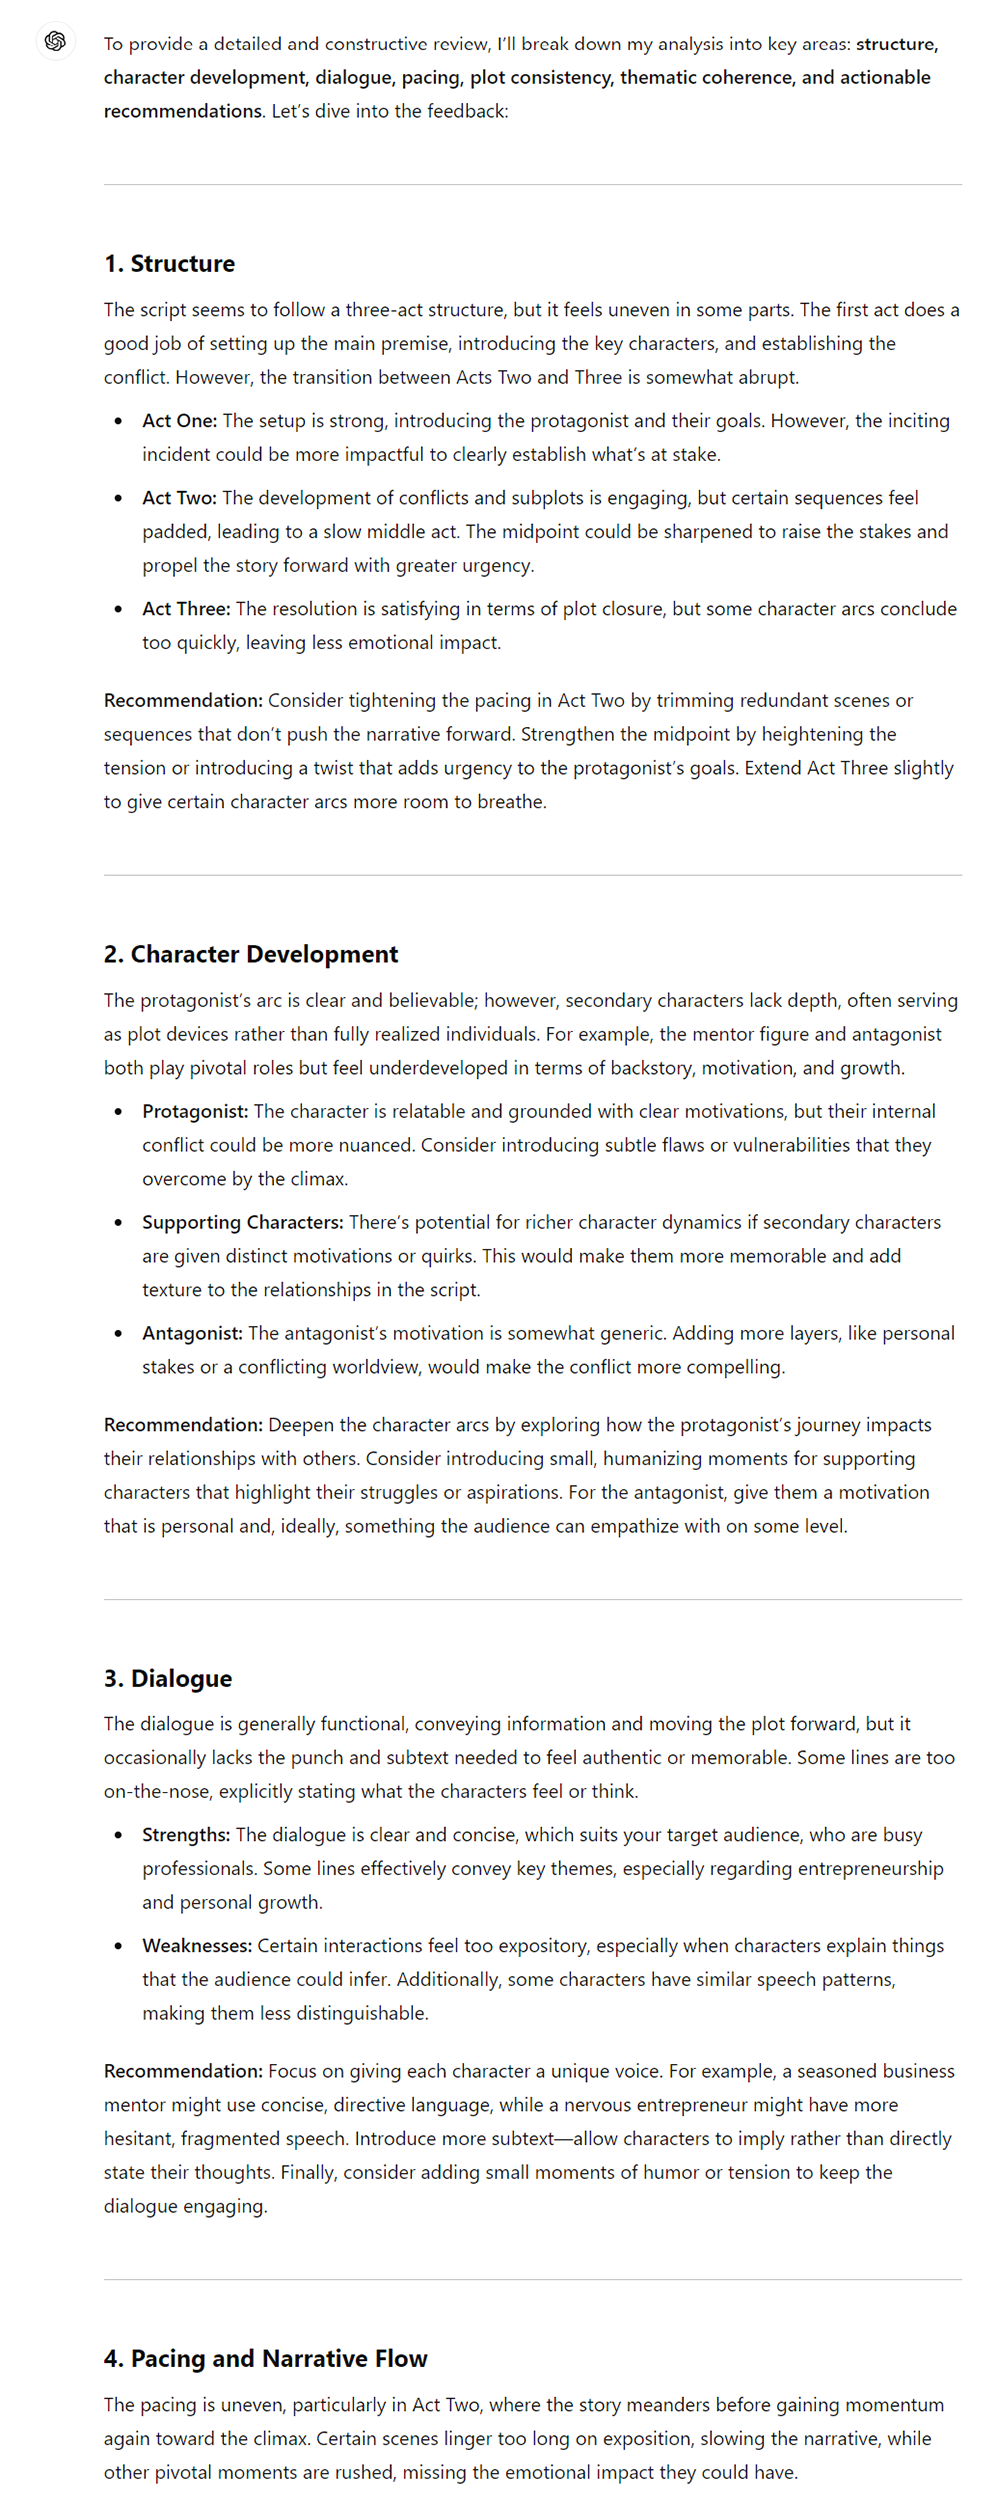 To provide a detailed and constructive review, I’ll break down my analysis into key areas: structure,
character development, dialogue, pacing, plot consistency, thematic coherence, and actionable
recommendations. Let’s dive into the feedback:
1. Structure
The script seems to follow a three-act structure, but it feels uneven in some parts. The first act does a
good job of setting up the main premise, introducing the key characters, and establishing the
conflict. However, the transition between Acts Two and Three is somewhat abrupt.
• Act One: The setup is strong, introducing the protagonist and their goals. However, the inciting
incident could be more impactful to clearly establish what’s at stake.
• Act Two: The development of conflicts and subplots is engaging, but certain sequences feel
padded, leading to a slow middle act. The midpoint could be sharpened to raise the stakes and
propel the story forward with greater urgency.
• Act Three: The resolution is satisfying in terms of plot closure, but some character arcs conclude
too quickly, leaving less emotional impact.
Recommendation: Consider tightening the pacing in Act Two by trimming redundant scenes or
sequences that don’t push the narrative forward. Strengthen the midpoint by heightening the
tension or introducing a twist that adds urgency to the protagonist’s goals. Extend Act Three slightly
to give certain character arcs more room to breathe.
2. Character Development
The protagonist’s arc is clear and believable; however, secondary characters lack depth, often serving
as plot devices rather than fully realized individuals. For example, the mentor figure and antagonist
both play pivotal roles but feel underdeveloped in terms of backstory, motivation, and growth.
• Protagonist: The character is relatable and grounded with clear motivations, but their internal
conflict could be more nuanced. Consider introducing subtle flaws or vulnerabilities that they
overcome by the climax.
• Supporting Characters: There’s potential for richer character dynamics if secondary characters
are given distinct motivations or quirks. This would make them more memorable and add
texture to the relationships in the script.
• Antagonist: The antagonist’s motivation is somewhat generic. Adding more layers, like personal
stakes or a conflicting worldview, would make the conflict more compelling.
Recommendation: Deepen the character arcs by exploring how the protagonist’s journey impacts
their relationships with others. Consider introducing small, humanizing moments for supporting
characters that highlight their struggles or aspirations. For the antagonist, give them a motivation
that is personal and, ideally, something the audience can empathize with on some level.
3. Dialogue
The dialogue is generally functional, conveying information and moving the plot forward, but it
occasionally lacks the punch and subtext needed to feel authentic or memorable. Some lines are too
on-the-nose, explicitly stating what the characters feel or think.
• Strengths: The dialogue is clear and concise, which suits your target audience, who are busy
professionals. Some lines effectively convey key themes, especially regarding entrepreneurship
and personal growth.
• Weaknesses: Certain interactions feel too expository, especially when characters explain things
that the audience could infer. Additionally, some characters have similar speech patterns,
making them less distinguishable.
Recommendation: Focus on giving each character a unique voice. For example, a seasoned business
mentor might use concise, directive language, while a nervous entrepreneur might have more
hesitant, fragmented speech. Introduce more subtext—allow characters to imply rather than directly
state their thoughts. Finally, consider adding small moments of humor or tension to keep the
dialogue engaging.
4. Pacing and Narrative Flow
The pacing is uneven, particularly in Act Two, where the story meanders before gaining momentum
again toward the climax. Certain scenes linger too long on exposition, slowing the narrative, while
other pivotal moments are rushed, missing the emotional impact they could have.